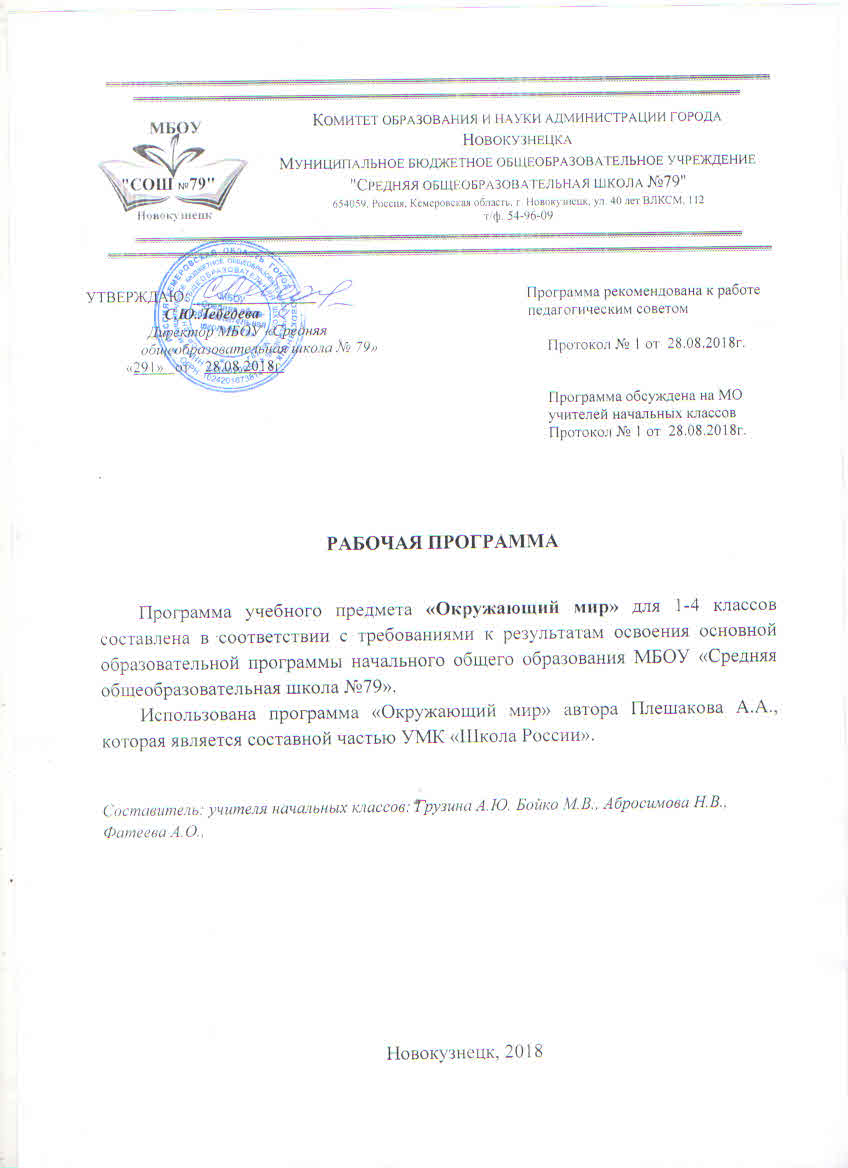 МБОУ
"СОШ №79"
Новокузнецк
КОМИТЕТ ОБРАЗОВАНИЯ И НАУКИ АДМИНИСТРАЦИИ ГОРОДА
НОВОКУЗНЕЦКА
МУНИЦИПАЛЬНОЕ БЮДЖЕТНОЕ ОБЩЕОБРАЗОВАТЕЛЬНОЕ УЧРЕЖДЕНИЕ
"СРЕДНЯЯ ОБЩЕОБРАЗОВАТЕЛЬНАЯ ШКОЛА №79"
654059, Россия, Кемеровская область, г. Новокузнецк, ул. 40 лет ВЛКСМ, 112
т/ф. 54-96-09
УТВЕРЖДАЮ:
С.Ю.Лебедева
Директор МБОУ «Средняя
общеобразовательная школа № 79»
«291» от 28.08.2018г.
Программа рекомендована к работе
педагогическим советом
Протокол № 1 от 28.08.2018г.
Программа обсуждена на МО
учителей начальных классов
Протокол № 1 от 28.08.2018г.
РАБОЧАЯ ПРОГРАММА
Программа учебного предмета «Окружающий мир» для 1-4 классов
составлена в соответствии с требованиями к результатам освоения основной
образовательной программы начального общего образования МБОУ «Средняя
общеобразовательная школа №79».
Использована программа «Окружающий мир» автора Плешакова А.А.,
которая является составной частью УМК «Школа России».
Составитель: учителя начальных классов: Грузина А.Ю. Бойко М.В., Абросимова Н.В.,
Фатеева А.О..
Новокузнецк, 2018